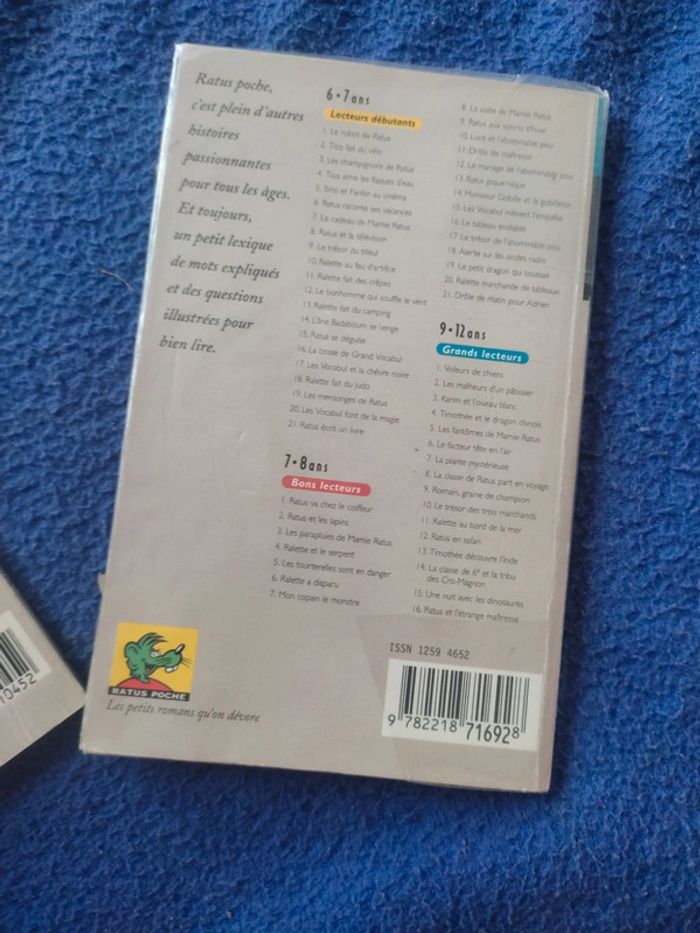 Ratus poche,
c'est plein d'autres
histoires
passionnantes
pour tous les âges.
Et toujours,
un petit lexique
de mots expliqués
et des questions
illustrées pour
bien lire.
6•7 ans
Lecteurs débutants
1. Le robot de Ratus
2. Tico fait du vélo
3. Les champignons de Ratus
4. Tico aime les flaques d'eau
5. Sino et Fanfan au cinéma
6. Ratus raconte ses vacances
7. Le cadeau de Mamie Ratus
8. Ratus et la télévision
9. Le trésor du tilleul
10. Ralette au feu d'artifice
11. Ralette fait des crêpes
12. Le bonhomme qui souffle le vent
13. Ralette fait du camping
14. L'âne Badaboum se venge
15. Ratus se déguise
16. La bosse de Grand Vocabul
17. Les Vocabul et la chèvre noire
18. Ralette fait du judo
19. Les mensonges de Ratus
20. Les Vocabul font de la magie
21. Ratus écrit un livre
7•8 ans
Bons lecteurs
1. Ratus va chez le coiffeur
2. Ratus et les lapins
3. Les parapluies de Mamie Ratus
4. Ralette et le serpent
5. Les tourterelles sont en danger
6. Ralette a disparu
7. Mon copain le monstre
8. La visite de Mamie Ratus
9. Ratus aux sports d'hiver
10. Luce et l'abominable pou
11. Drôle de maîtresse
12. Le mariage de l'abominable pou
13. Ratus pique-nique
14. Monsieur Gobille et la gobillette
15. Les Vocabul mènent l'enquête
16. Le tableau endiablé
17. Le trésor de l'abominable pou
18. Alerte sur les ondes radio
19. Le petit dragon qui toussait
20. Ralette marchande de tableaux
21. Drôle de matin pour Adrien
9•12 ans
Grands lecteurs
1. Voleurs de chiens
2. Les malheurs d'un pâtissier
3. Karim et l'oiseau blanc
4. Timothée et le dragon chinois
5. Les fantômes de Mamie Ratus
6. Le facteur tête en l'air
7. La plante mystérieuse
8. La classe de Ratus part en voyage
9. Romain, graine de champion
10. Le trésor des trois marchands
11. Ralette au bord de la mer
12. Ratus en safari
13. Timothée découvre l'Inde
14. La classe de 6e et la tribu
des Cro-Magnon
15. Une nuit avec les dinosaures
16. Ratus et l'étrange maîtresse
RATUS POCHE
Les petits romans qu'on dévore
ISSN 1259 4652
9 782218 716928
10452